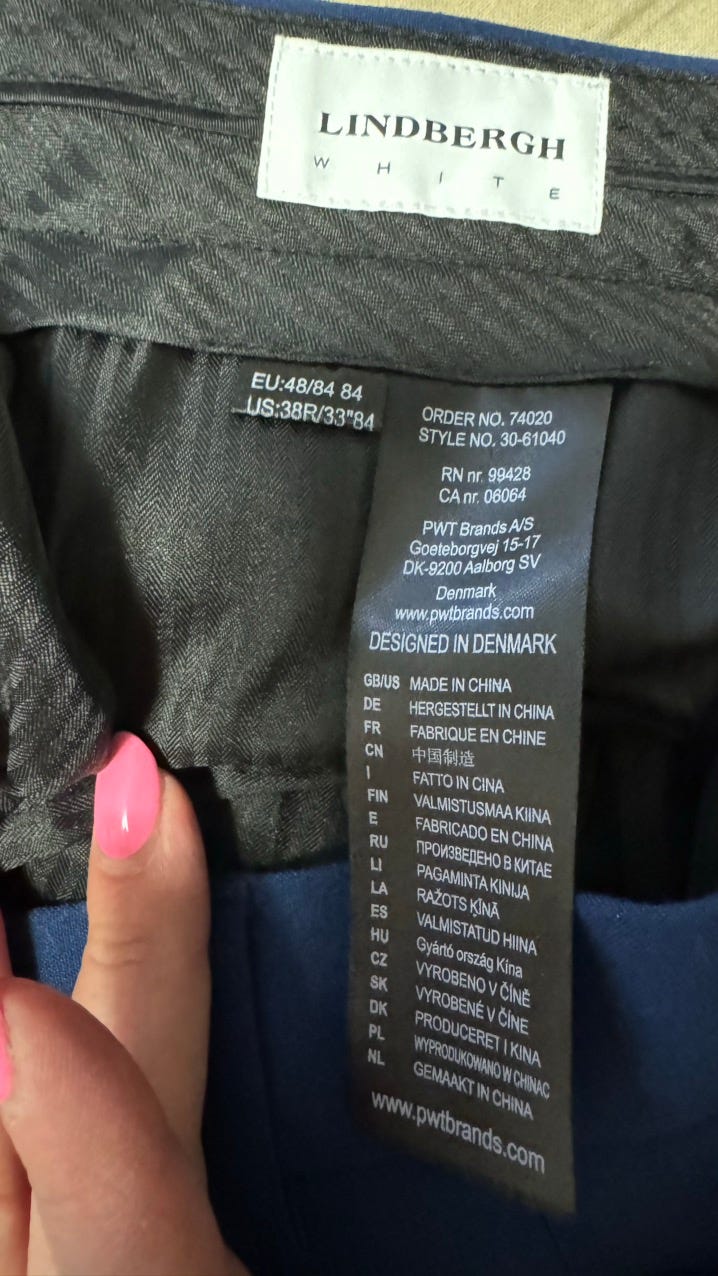 LINDBERGH
WHITE
EU:48/84 84
US:38R/33"84
ORDER NO. 74020
STYLE NO. 30-61040
RN nr. 99428
CA nr. 06064
PWT Brands A/S
Goeteborgvej 15-17
DK-9200 Aalborg SV
Denmark
www.pwtbrands.com
DESIGNED IN DENMARK
GB/US MADE IN CHINA
DE HERGESTELLT IN CHINA
FR FABRIQUE EN CHINE
CN 中国制造
I FATTO IN CINA
FIN VALMISTUSMAA KIINA
E FABRICADO EN CHINA
RU ПРОИЗВЕДЕНО В КИТАЕ
LI PAGAMINTA KINIJA
LA RAŽOTS ĶĪNĀ
ES VALMISTATUD HIINA
HU Gyártó ország Kína
CZ VYROBENO V ČÍNĚ
SK VYROBENÉ V ČÍNE
DK PRODUCERET I KINA
PL WYPRODUKOWANO W CHINAC
NL GEMAAKT IN CHINA
www.pwtbrands.com